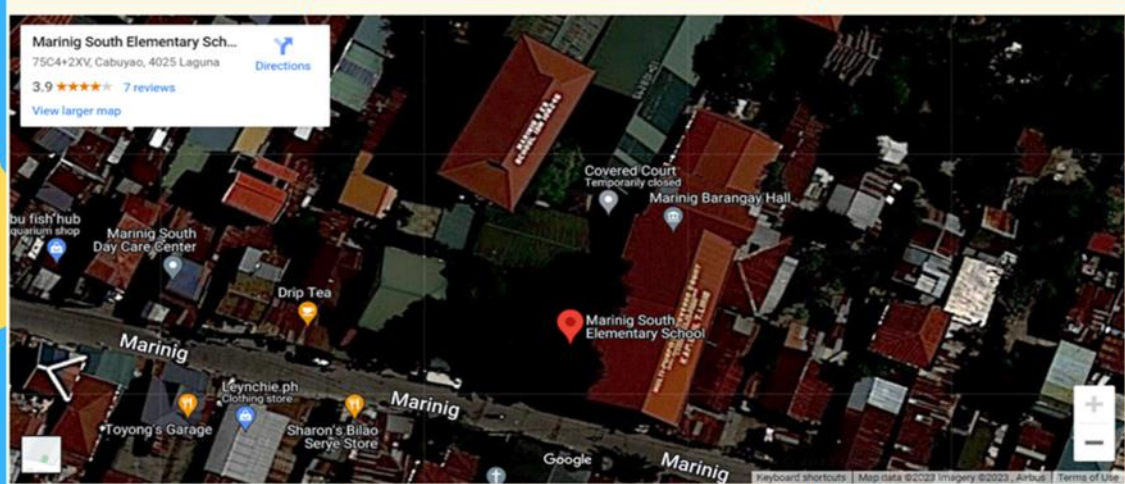 Marinig South Elementary Sch...
75C4+2XV, Cabuyao, 4025 Laguna
Directions
3.9
7 reviews
View larger map
Covered Court
Temporarily closed
Marinig Barangay Hall
bu fish hub
quarium shop
Marinig South
Day Care Center
Drip Tea
Marinig South
Elementary School
Marinig
Leynchie.ph
Clothing store
Marinig
Toyong's Garage
Sharon's Bilao
Serye Store
Google
Marinig
Keyboard shortcuts
Map data ©2023 Imagery ©2023 , Airbus
Terms of Use